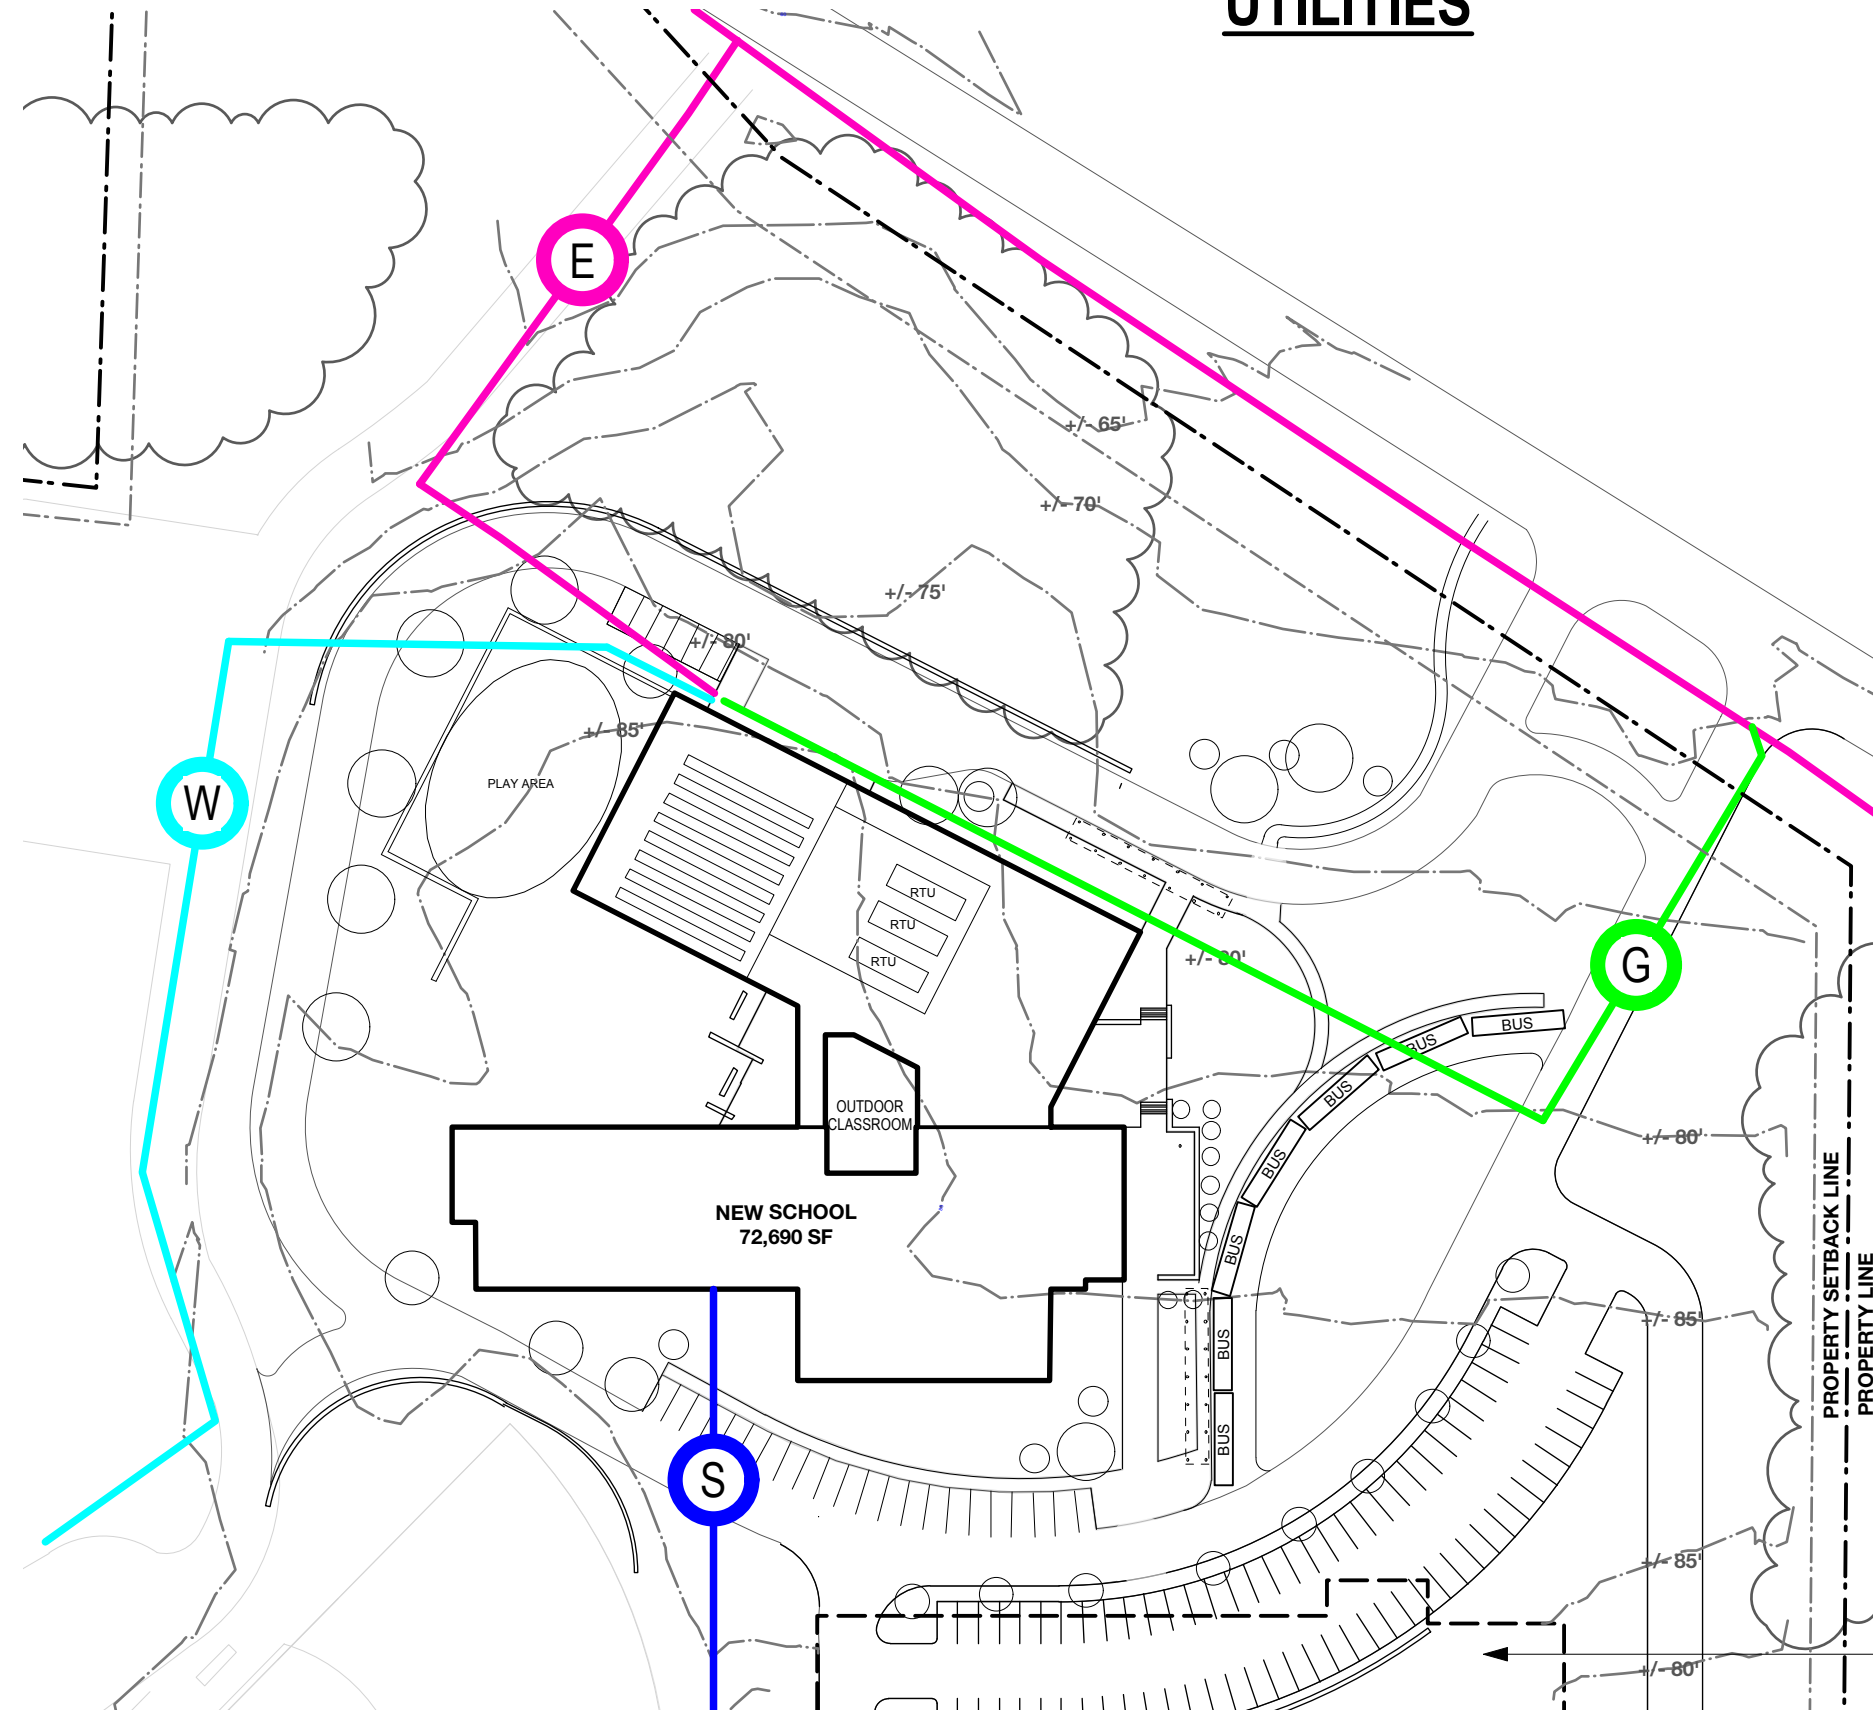 UTILITIES
E
+/- 65'
+/- 70'
+/- 75'
+/- 80'
+/- 85'
PLAY AREA
W
RTU
RTU
RTU
+/- 80'
G
BUS
BUS
BUS
BUS
BUS
BUS
BUS
OUTDOOR
CLASSROOM
+/- 80'
NEW SCHOOL
72,690 SF
+/- 85'
PROPERTY SETBACK LINE
PROPERTY LINE
S
+/- 85'
+/- 80'